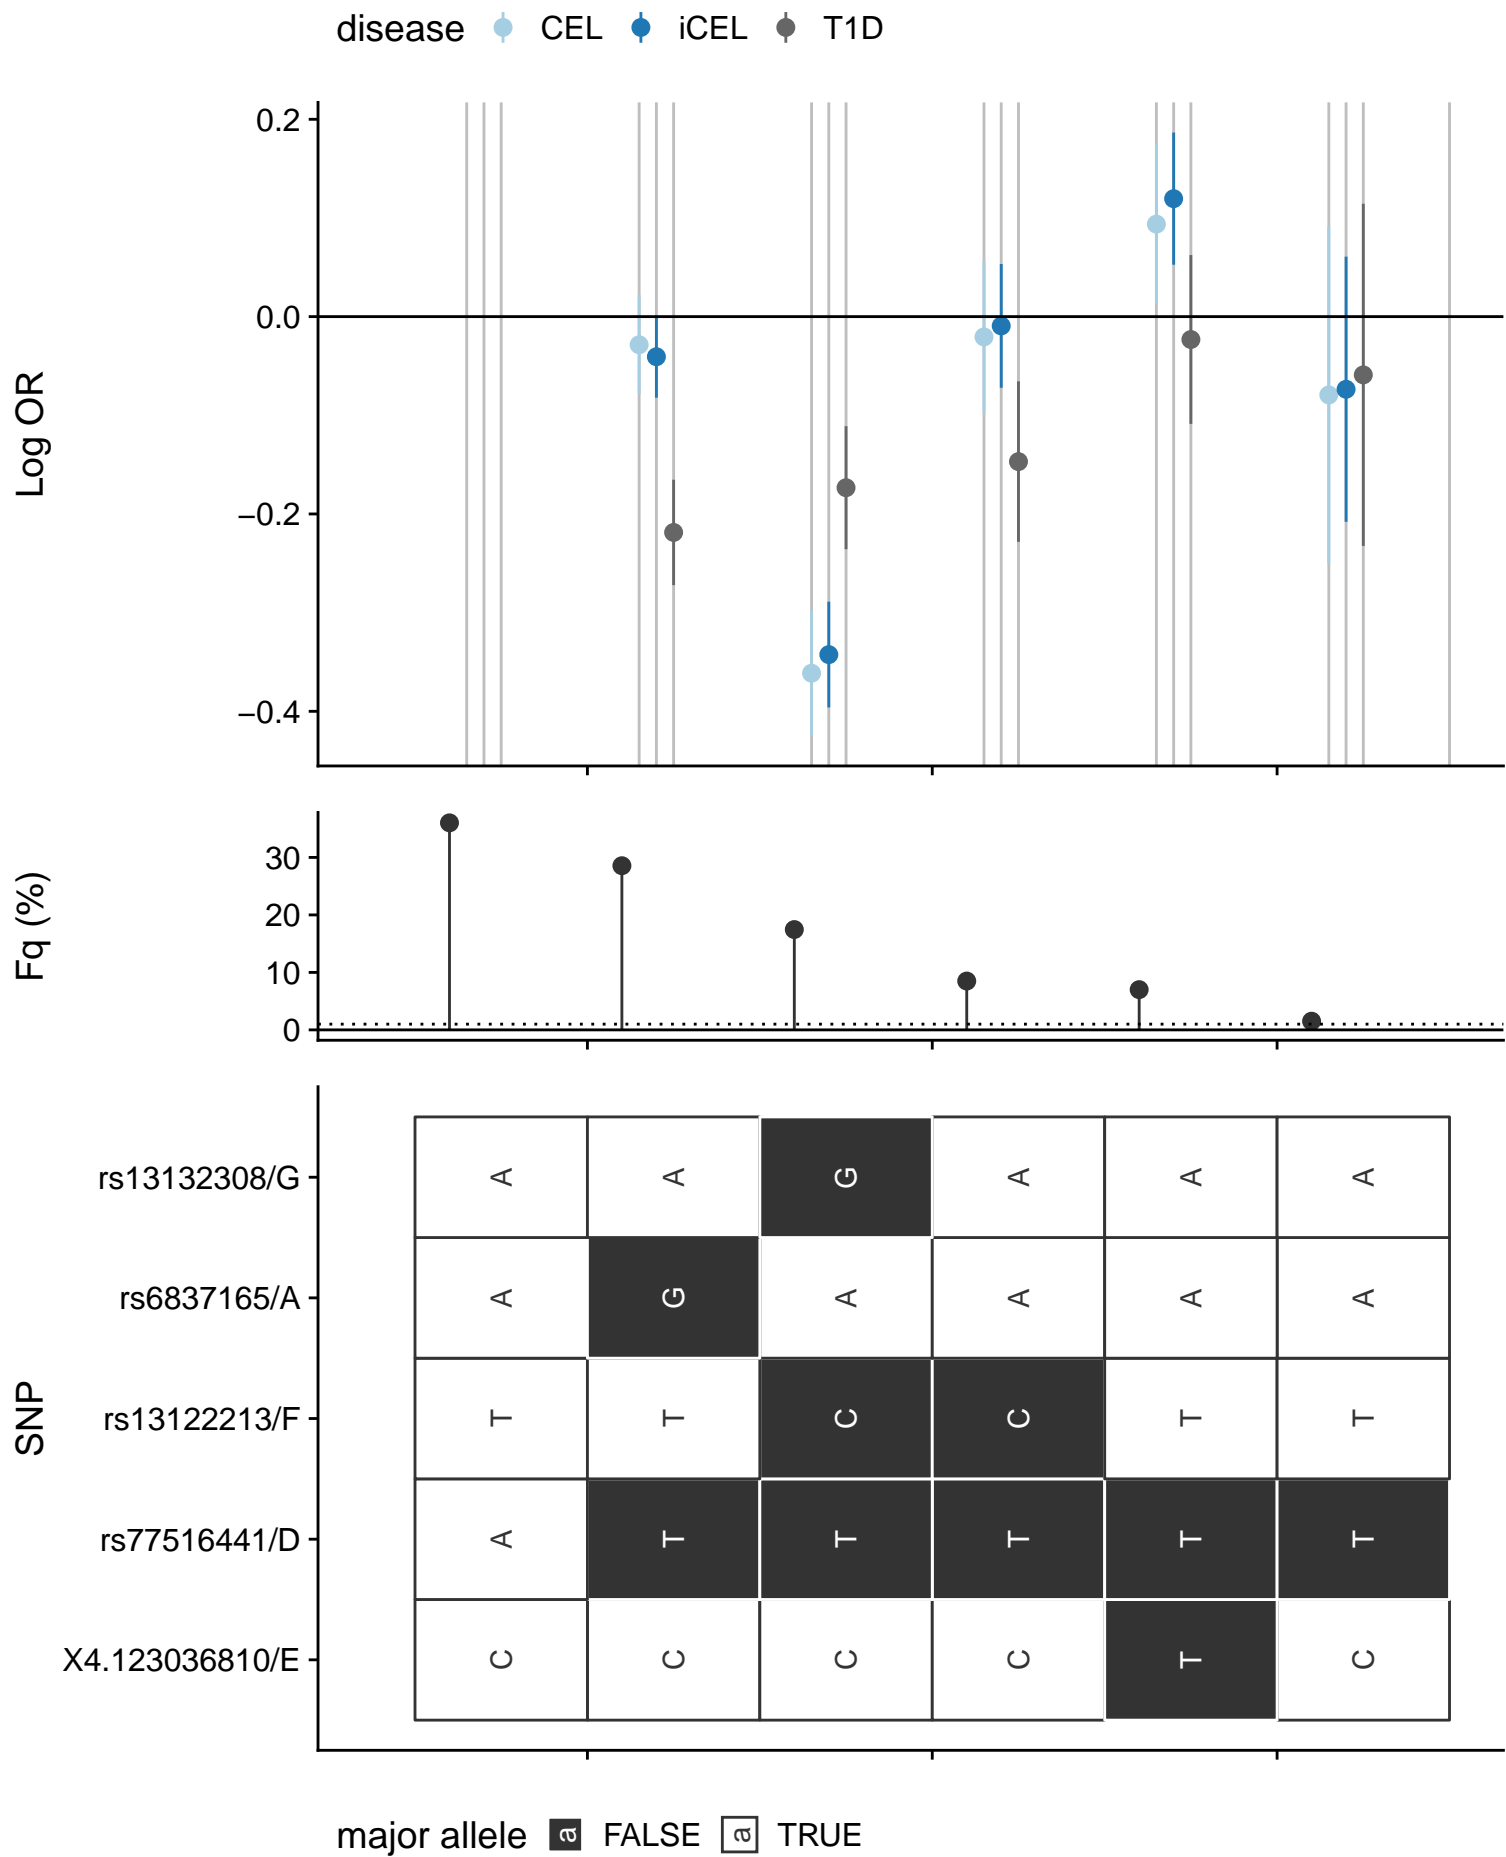 disease CEL iCEL T1D
0.2
0.0
−0.2
−0.4
Log OR
30
20
10
0
Fq (%)
rs13132308/G A A G A A A
rs6837165/A A G A A A A
rs13122213/F T T C C T T
rs77516441/D A T T T T T
X4.123036810/E C C C C T C
SNP
major allele a FALSE a TRUE